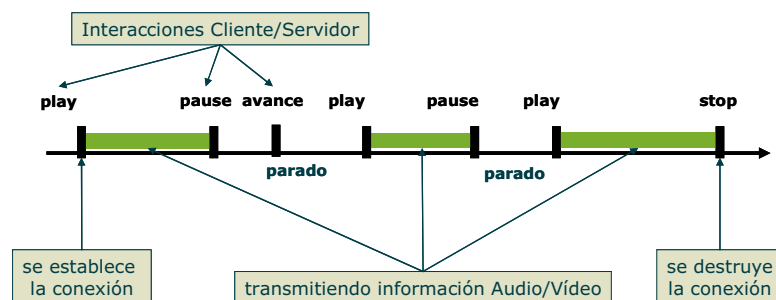 Interacciones Cliente/Servidor
play pause avance play pause play stop
parado parado
se establece
la conexión
transmitiendo información Audio/Vídeo
se destruye
la conexión